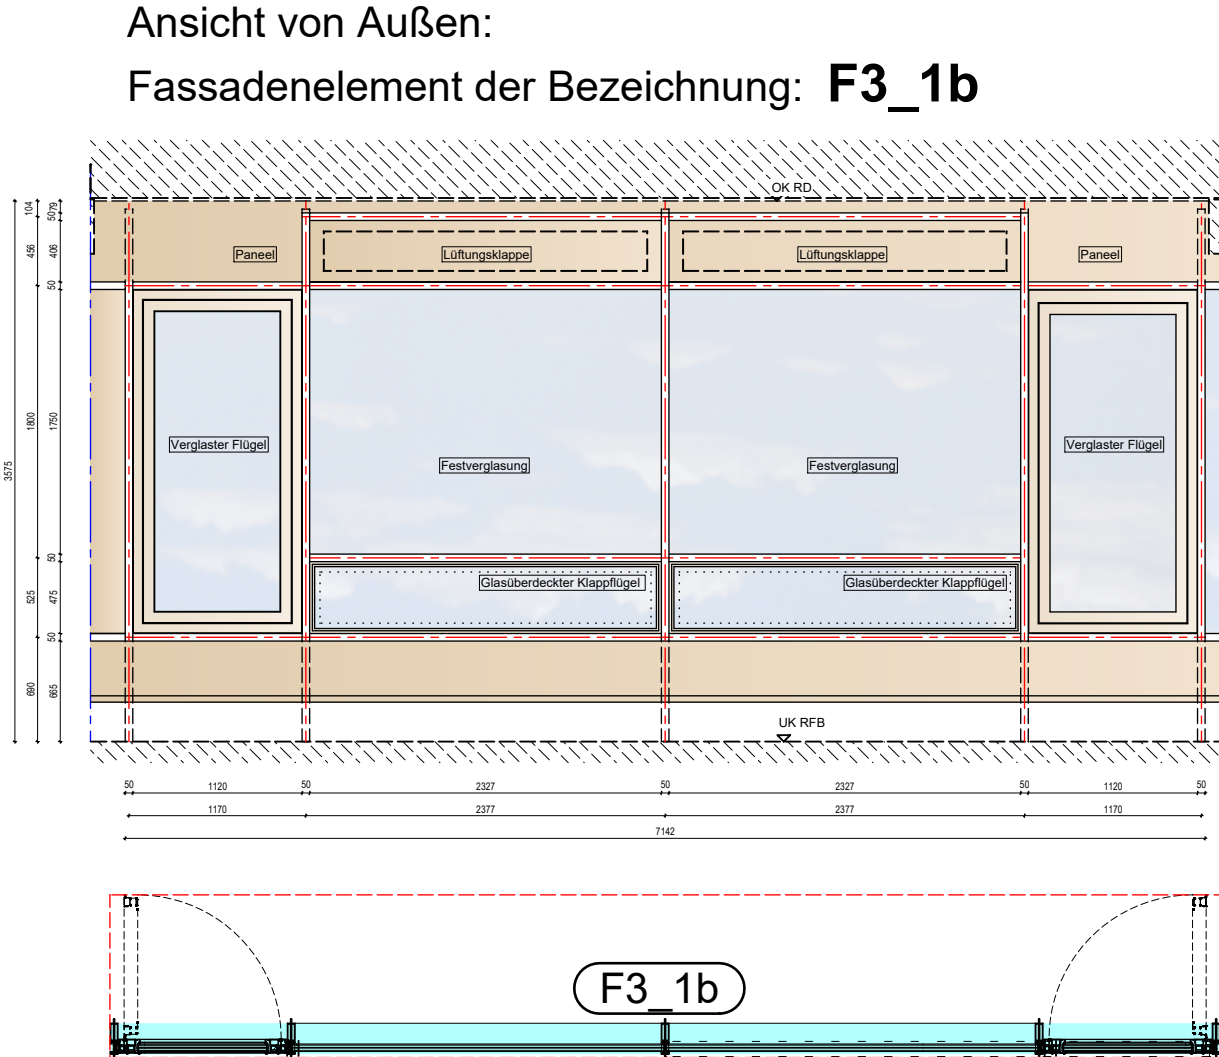 Ansicht von Außen:
Fassadenelement der Bezeichnung: F3_1b
OK RD
Paneel
Lüftungsklappe
Lüftungsklappe
Paneel
Verglaster Flügel
Festverglasung
Festverglasung
Verglaster Flügel
Glasüberdeckter Klappflügel
Glasüberdeckter Klappflügel
UK RFB
3575
104
456
1800
525
690
79
50
406
50
1750
50
475
50
665
50 1120 50 2327 50 2327 50 1120 50
1170 2377 2377 1170
7142
F3_1b